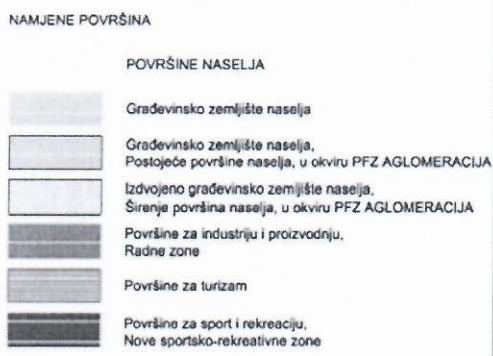 NAMJENE POVRŠINA
POVRŠINE NASELJA
Građevinsko zemljište naselja
Građevinsko zemljište naselja,
Postojeće površine naselja, u okviru PFZ AGLOMERACIJA
Izdvojeno građevinsko zemljište naselja,
Širenje površina naselja, u okviru PFZ AGLOMERACIJA
Površine za industriju i proizvodnju,
Radne zone
Površine za turizam
Površine za sport i rekreaciju,
Nove sportsko-rekreativne zone